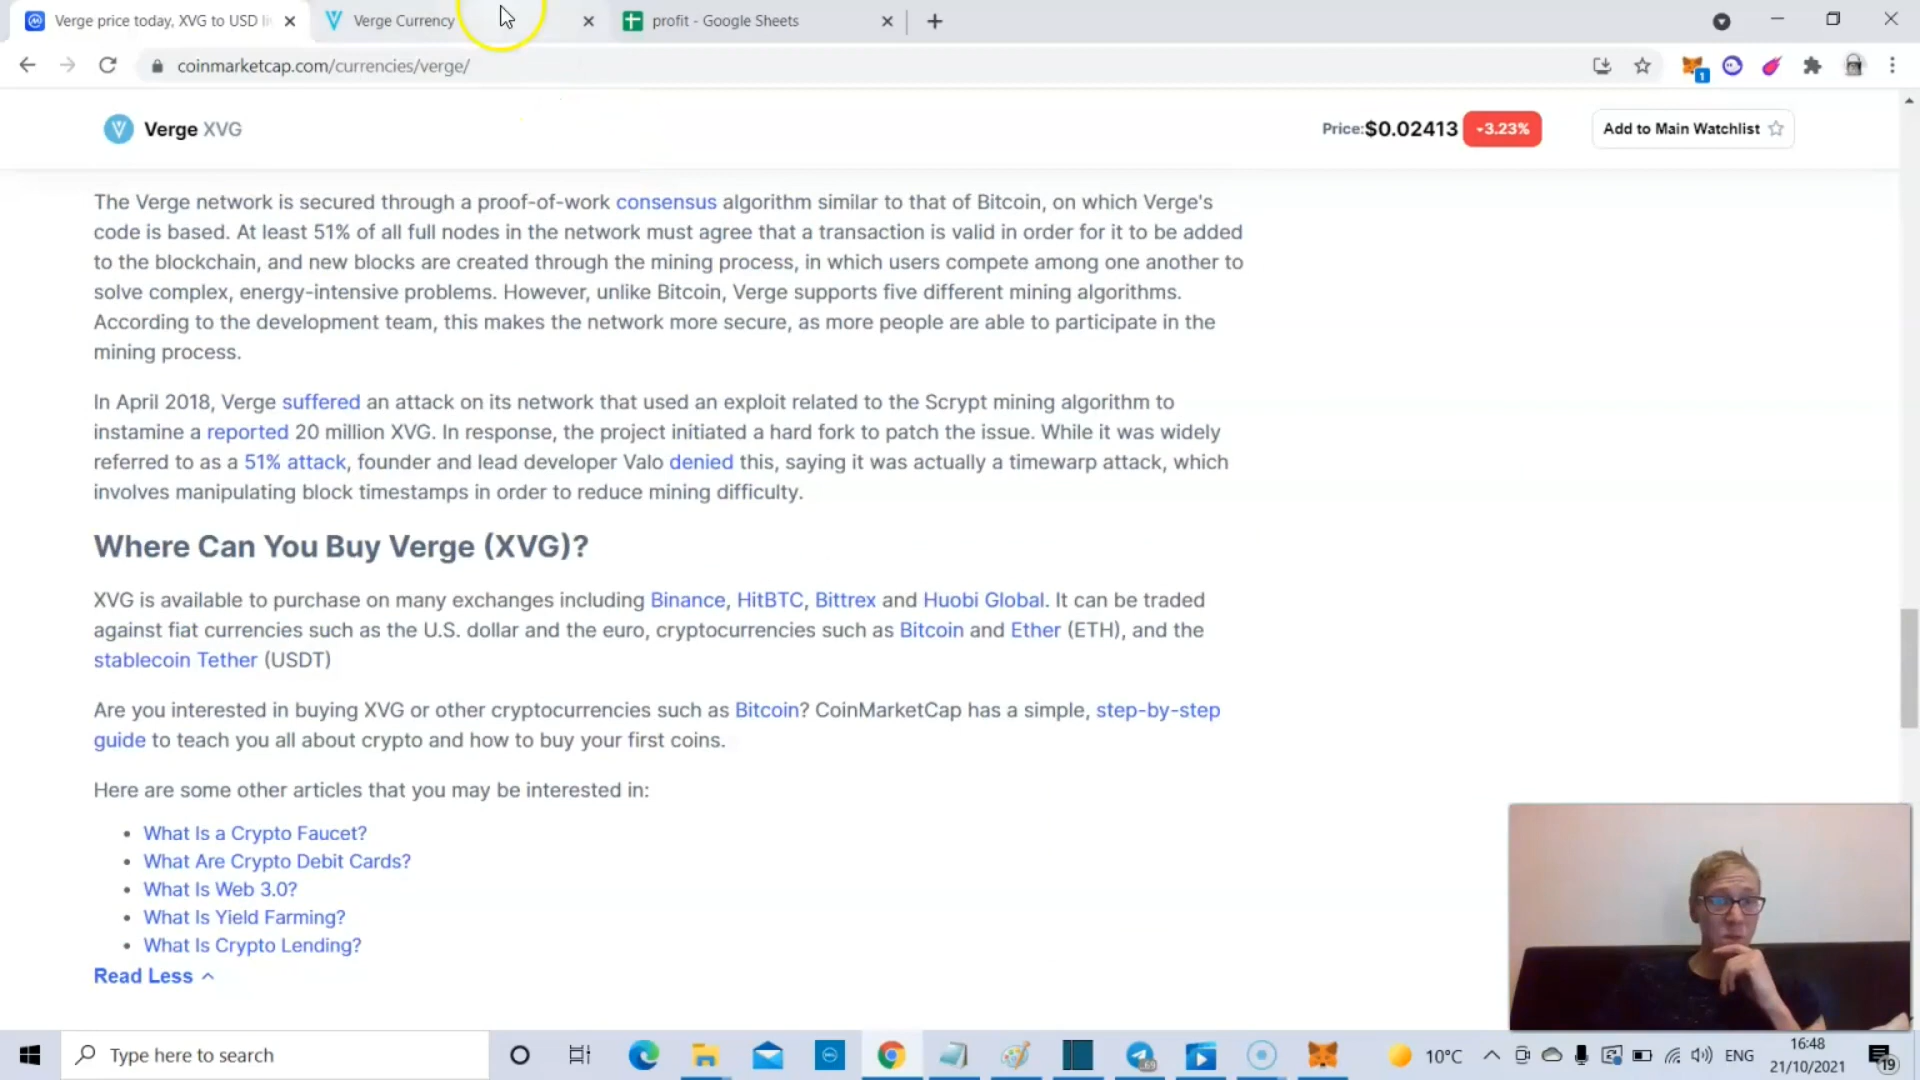 Verge price today, XVG to USD li
Verge Currency
profit - Google Sheets
coinmarketcap.com/currencies/verge/
1
Verge XVG
Price:$0.02413 -3.23%
Add to Main Watchlist
The Verge network is secured through a proof-of-work consensus algorithm similar to that of Bitcoin, on which Verge's
code is based. At least 51% of all full nodes in the network must agree that a transaction is valid in order for it to be added
to the blockchain, and new blocks are created through the mining process, in which users compete among one another to
solve complex, energy-intensive problems. However, unlike Bitcoin, Verge supports five different mining algorithms.
According to the development team, this makes the network more secure, as more people are able to participate in the
mining process.
In April 2018, Verge suffered an attack on its network that used an exploit related to the Scrypt mining algorithm to
instamine a reported 20 million XVG. In response, the project initiated a hard fork to patch the issue. While it was widely
referred to as a 51% attack, founder and lead developer Valo denied this, saying it was actually a timewarp attack, which
involves manipulating block timestamps in order to reduce mining difficulty.
Where Can You Buy Verge (XVG)?
XVG is available to purchase on many exchanges including Binance, HitBTC, Bittrex and Huobi Global. It can be traded
against fiat currencies such as the U.S. dollar and the euro, cryptocurrencies such as Bitcoin and Ether (ETH), and the
stablecoin Tether (USDT)
Are you interested in buying XVG or other cryptocurrencies such as Bitcoin? CoinMarketCap has a simple, step-by-step
guide to teach you all about crypto and how to buy your first coins.
Here are some other articles that you may be interested in:
• What Is a Crypto Faucet?
• What Are Crypto Debit Cards?
• What Is Web 3.0?
• What Is Yield Farming?
• What Is Crypto Lending?
Read Less
Type here to search
10°C
ENG
16:48
21/10/2021
19